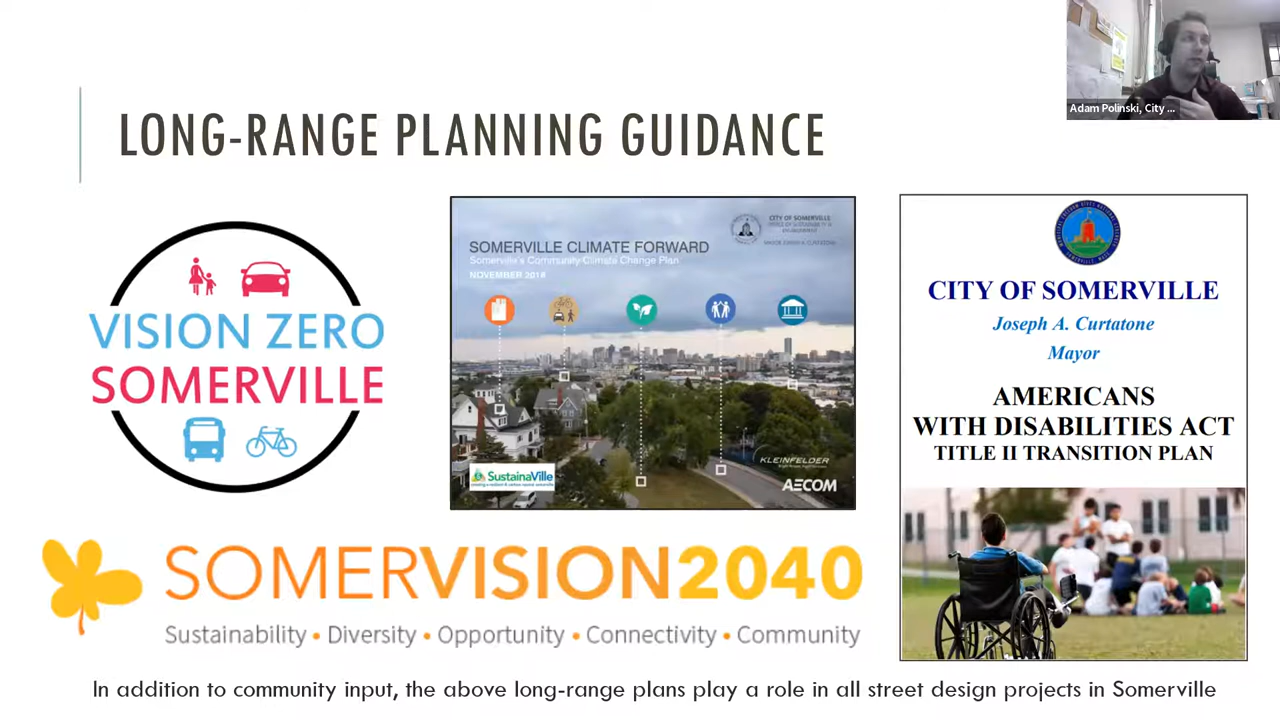 Adam Polinski, City ...
LONG-RANGE PLANNING GUIDANCE
VISION ZERO
SOMERVILLE
CITY OF SOMERVILLE
SOMERVILLE CLIMATE FORWARD
Somerville's Community Climate Change Plan
NOVEMBER 2018
SustainaVille
KLEINFELDER
AECOM
CITY OF SOMERVILLE
Joseph A. Curtatone
Mayor
AMERICANS
WITH DISABILITIES ACT
TITLE II TRANSITION PLAN
SOMERVISION2040
Sustainability • Diversity • Opportunity • Connectivity • Community
In addition to community input, the above long-range plans play a role in all street design projects in Somerville